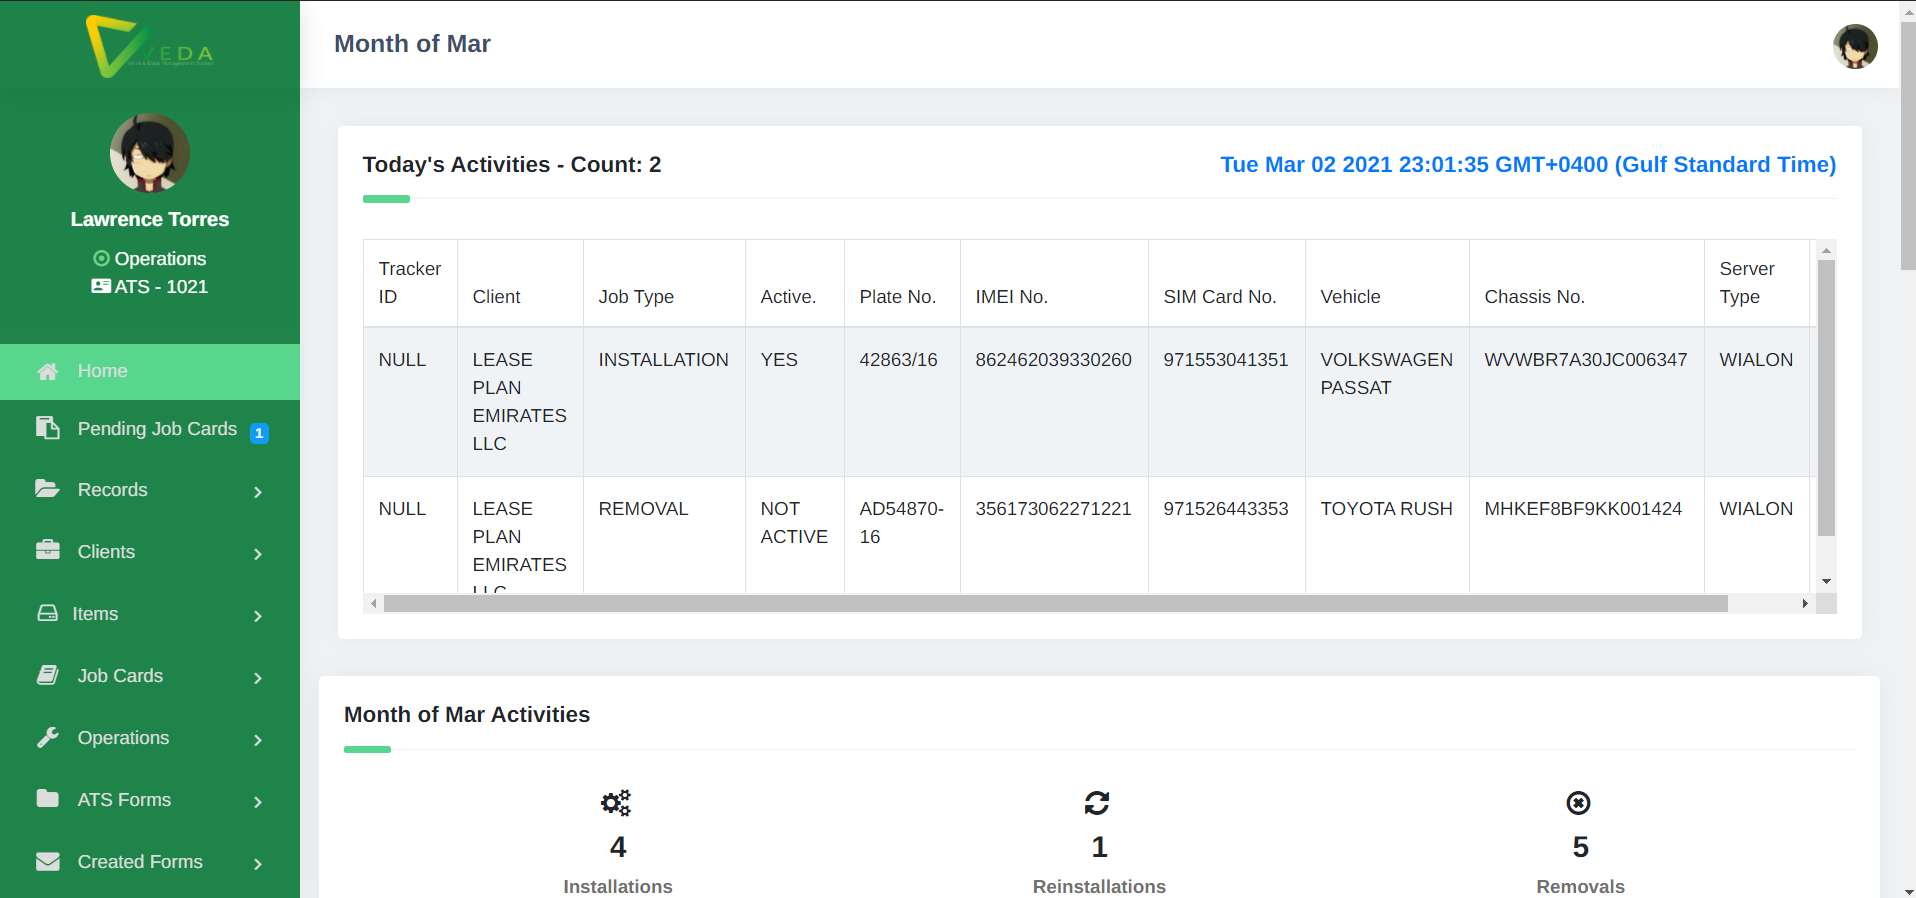 VEDA
Month of Mar
Lawrence Torres
Operations
ATS - 1021
Home
Pending Job Cards 1
Records
Clients
Items
Job Cards
Operations
ATS Forms
Created Forms
Today's Activities - Count: 2
Tue Mar 02 2021 23:01:35 GMT+0400 (Gulf Standard Time)
Tracker ID Client Job Type Active. Plate No. IMEI No. SIM Card No. Vehicle Chassis No. Server Type
NULL LEASE PLAN EMIRATES LLC INSTALLATION YES 42863/16 862462039330260 971553041351 VOLKSWAGEN PASSAT WVWBR7A30JC006347 WIALON
NULL LEASE PLAN EMIRATES LLC REMOVAL NOT ACTIVE AD54870-16 356173062271221 971526443353 TOYOTA RUSH MHKEF8BF9KK001424 WIALON
Month of Mar Activities
4
Installations
1
Reinstallations
5
Removals